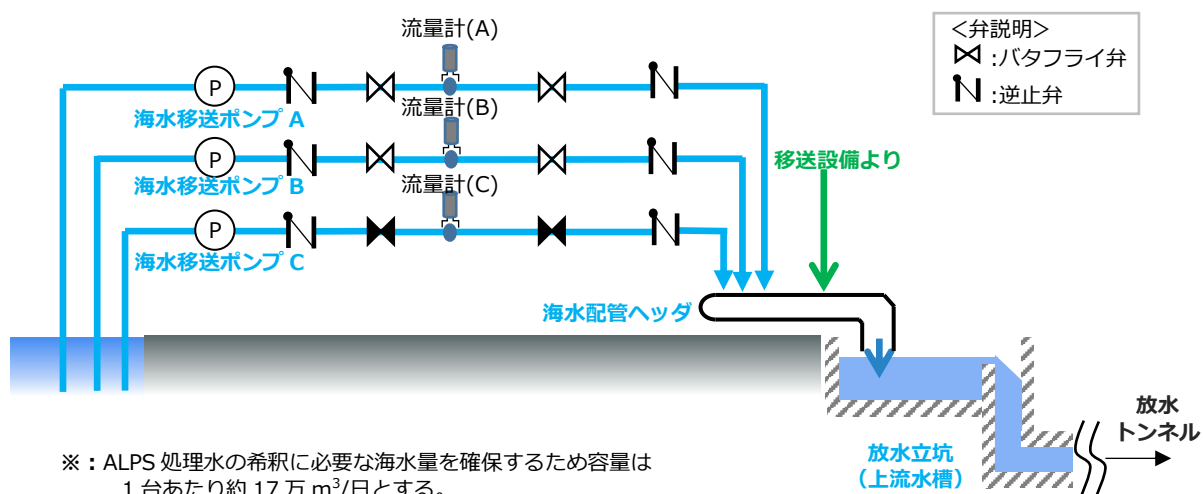 流量計(A)
<弁説明>
:バタフライ弁
:逆止弁
P
海水移送ポンプ A
流量計(B)
P
海水移送ポンプ B
移送設備より
流量計(C)
P
海水移送ポンプ C
海水配管ヘッダ
放水
トンネル
放水立坑
(上流水槽)
※:ALPS 処理水の希釈に必要な海水量を確保するため容量は
1 台あたり約 17 万 m³/日とする。